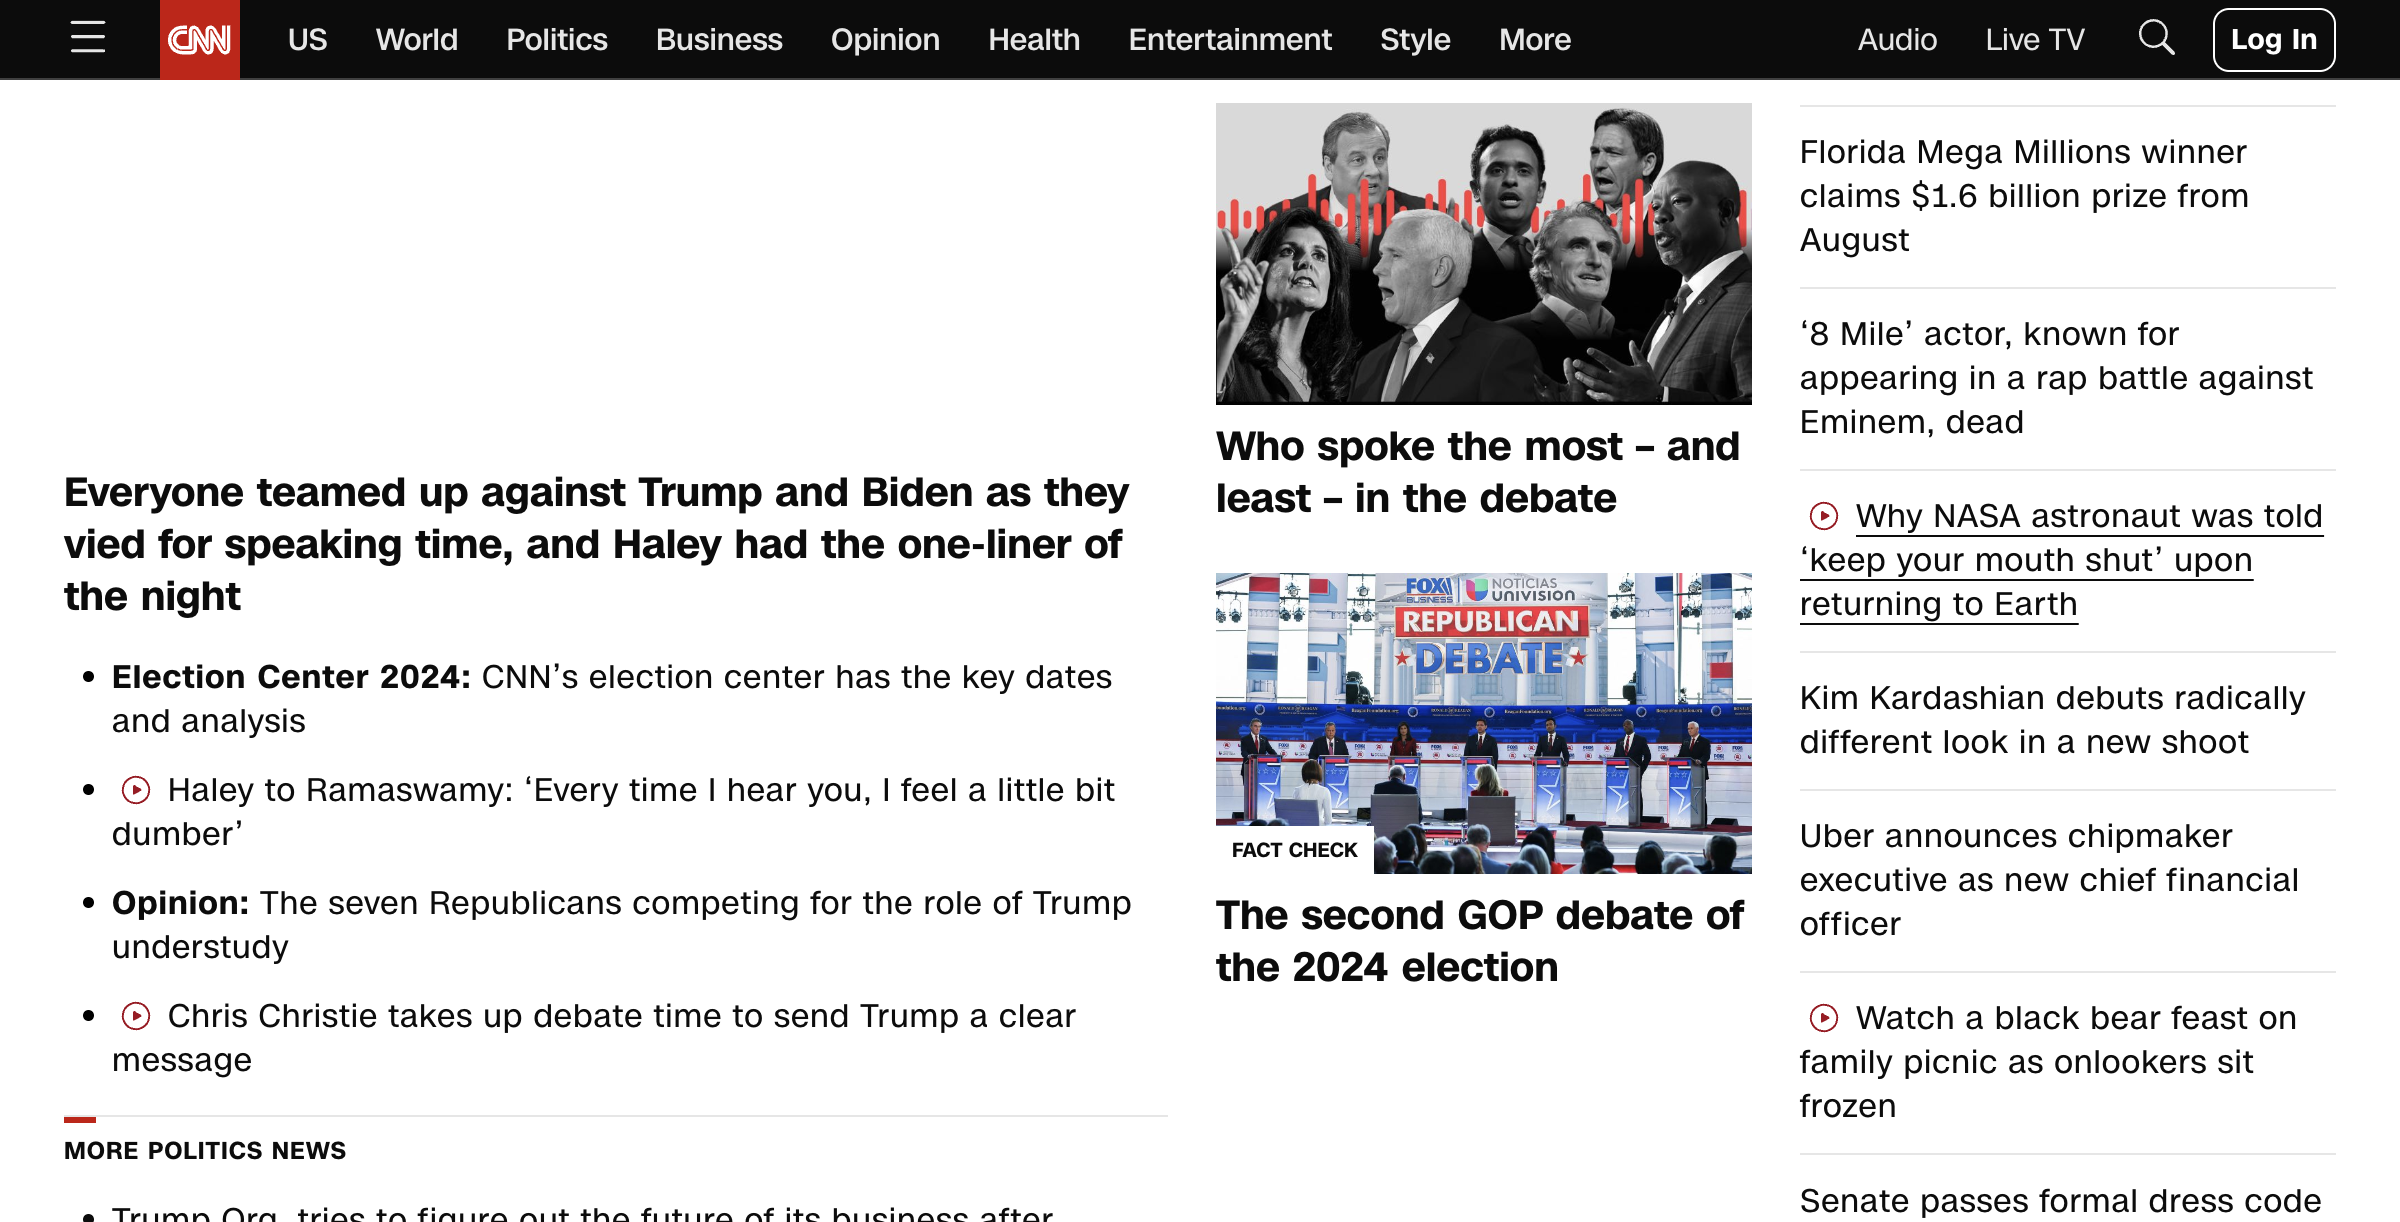 CNN
US
World
Politics
Business
Opinion
Health
Entertainment
Style
More
Audio
Live TV
Log In
Everyone teamed up against Trump and Biden as they
vied for speaking time, and Haley had the one-liner of
the night
• Election Center 2024: CNN’s election center has the key dates
and analysis
• Haley to Ramaswamy: ‘Every time I hear you, I feel a little bit
dumber’
• Opinion: The seven Republicans competing for the role of Trump
understudy
• Chris Christie takes up debate time to send Trump a clear
message
MORE POLITICS NEWS
• Trump Org. tries to figure out the future of its business after
Who spoke the most – and
least – in the debate
FOX
BUSINESS
NOTICIAS
UNIVISION
REPUBLICAN
DEBATE
FACT CHECK
The second GOP debate of
the 2024 election
Florida Mega Millions winner
claims $1.6 billion prize from
August
‘8 Mile’ actor, known for
appearing in a rap battle against
Eminem, dead
Why NASA astronaut was told
‘keep your mouth shut’ upon
returning to Earth
Kim Kardashian debuts radically
different look in a new shoot
Uber announces chipmaker
executive as new chief financial
officer
Watch a black bear feast on
family picnic as onlookers sit
frozen
Senate passes formal dress code